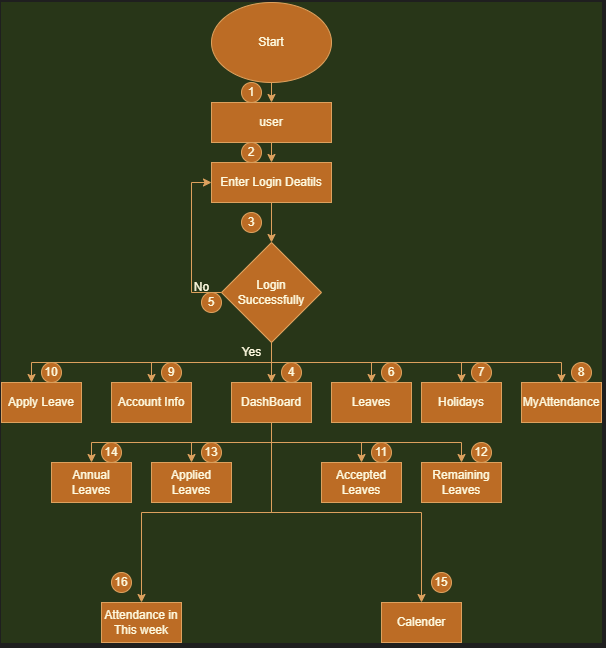 Start
1
user
2
Enter Login Deatils
3
No
5
Login
Successfully
Yes
10
9
4
6
7
8
Apply Leave
Account Info
DashBoard
Leaves
Holidays
MyAttendance
14
13
11
12
Annual
Leaves
Applied
Leaves
Accepted
Leaves
Remaining
Leaves
16
15
Attendance in
This week
Calender